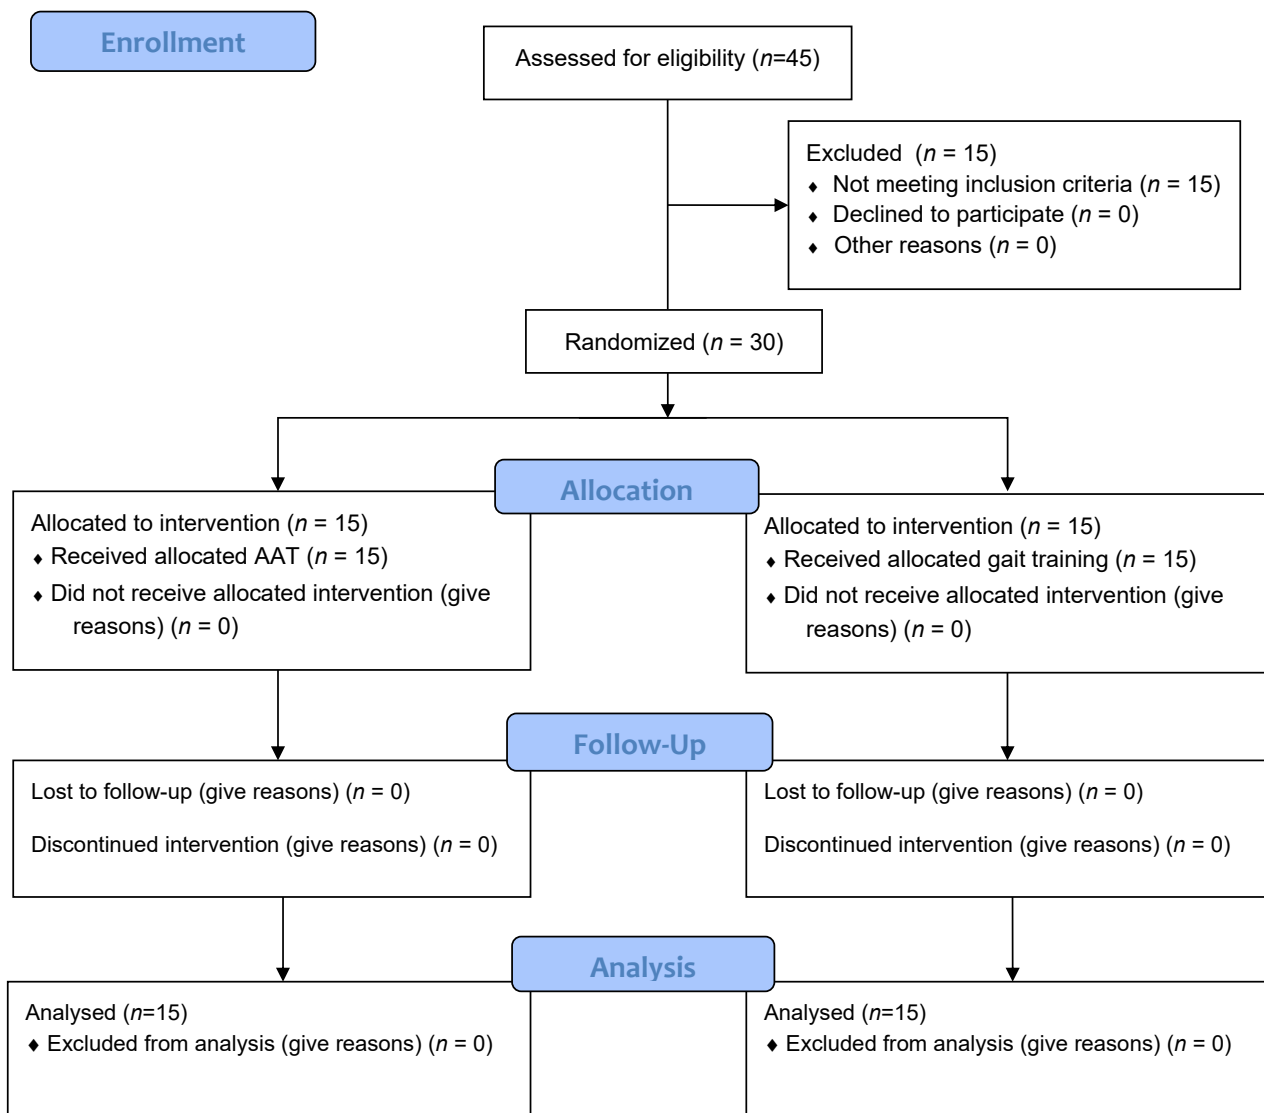 Enrollment
Assessed for eligibility (n=45)
Excluded (n = 15)
♦ Not meeting inclusion criteria (n = 15)
♦ Declined to participate (n = 0)
♦ Other reasons (n = 0)
Randomized (n = 30)
Allocation
Allocated to intervention (n = 15)
♦ Received allocated AAT (n = 15)
♦ Did not receive allocated intervention (give
reasons) (n = 0)
Allocated to intervention (n = 15)
♦ Received allocated gait training (n = 15)
♦ Did not receive allocated intervention (give
reasons) (n = 0)
Follow-Up
Lost to follow-up (give reasons) (n = 0)
Discontinued intervention (give reasons) (n = 0)
Lost to follow-up (give reasons) (n = 0)
Discontinued intervention (give reasons) (n = 0)
Analysis
Analysed (n=15)
♦ Excluded from analysis (give reasons) (n = 0)
Analysed (n=15)
♦ Excluded from analysis (give reasons) (n = 0)